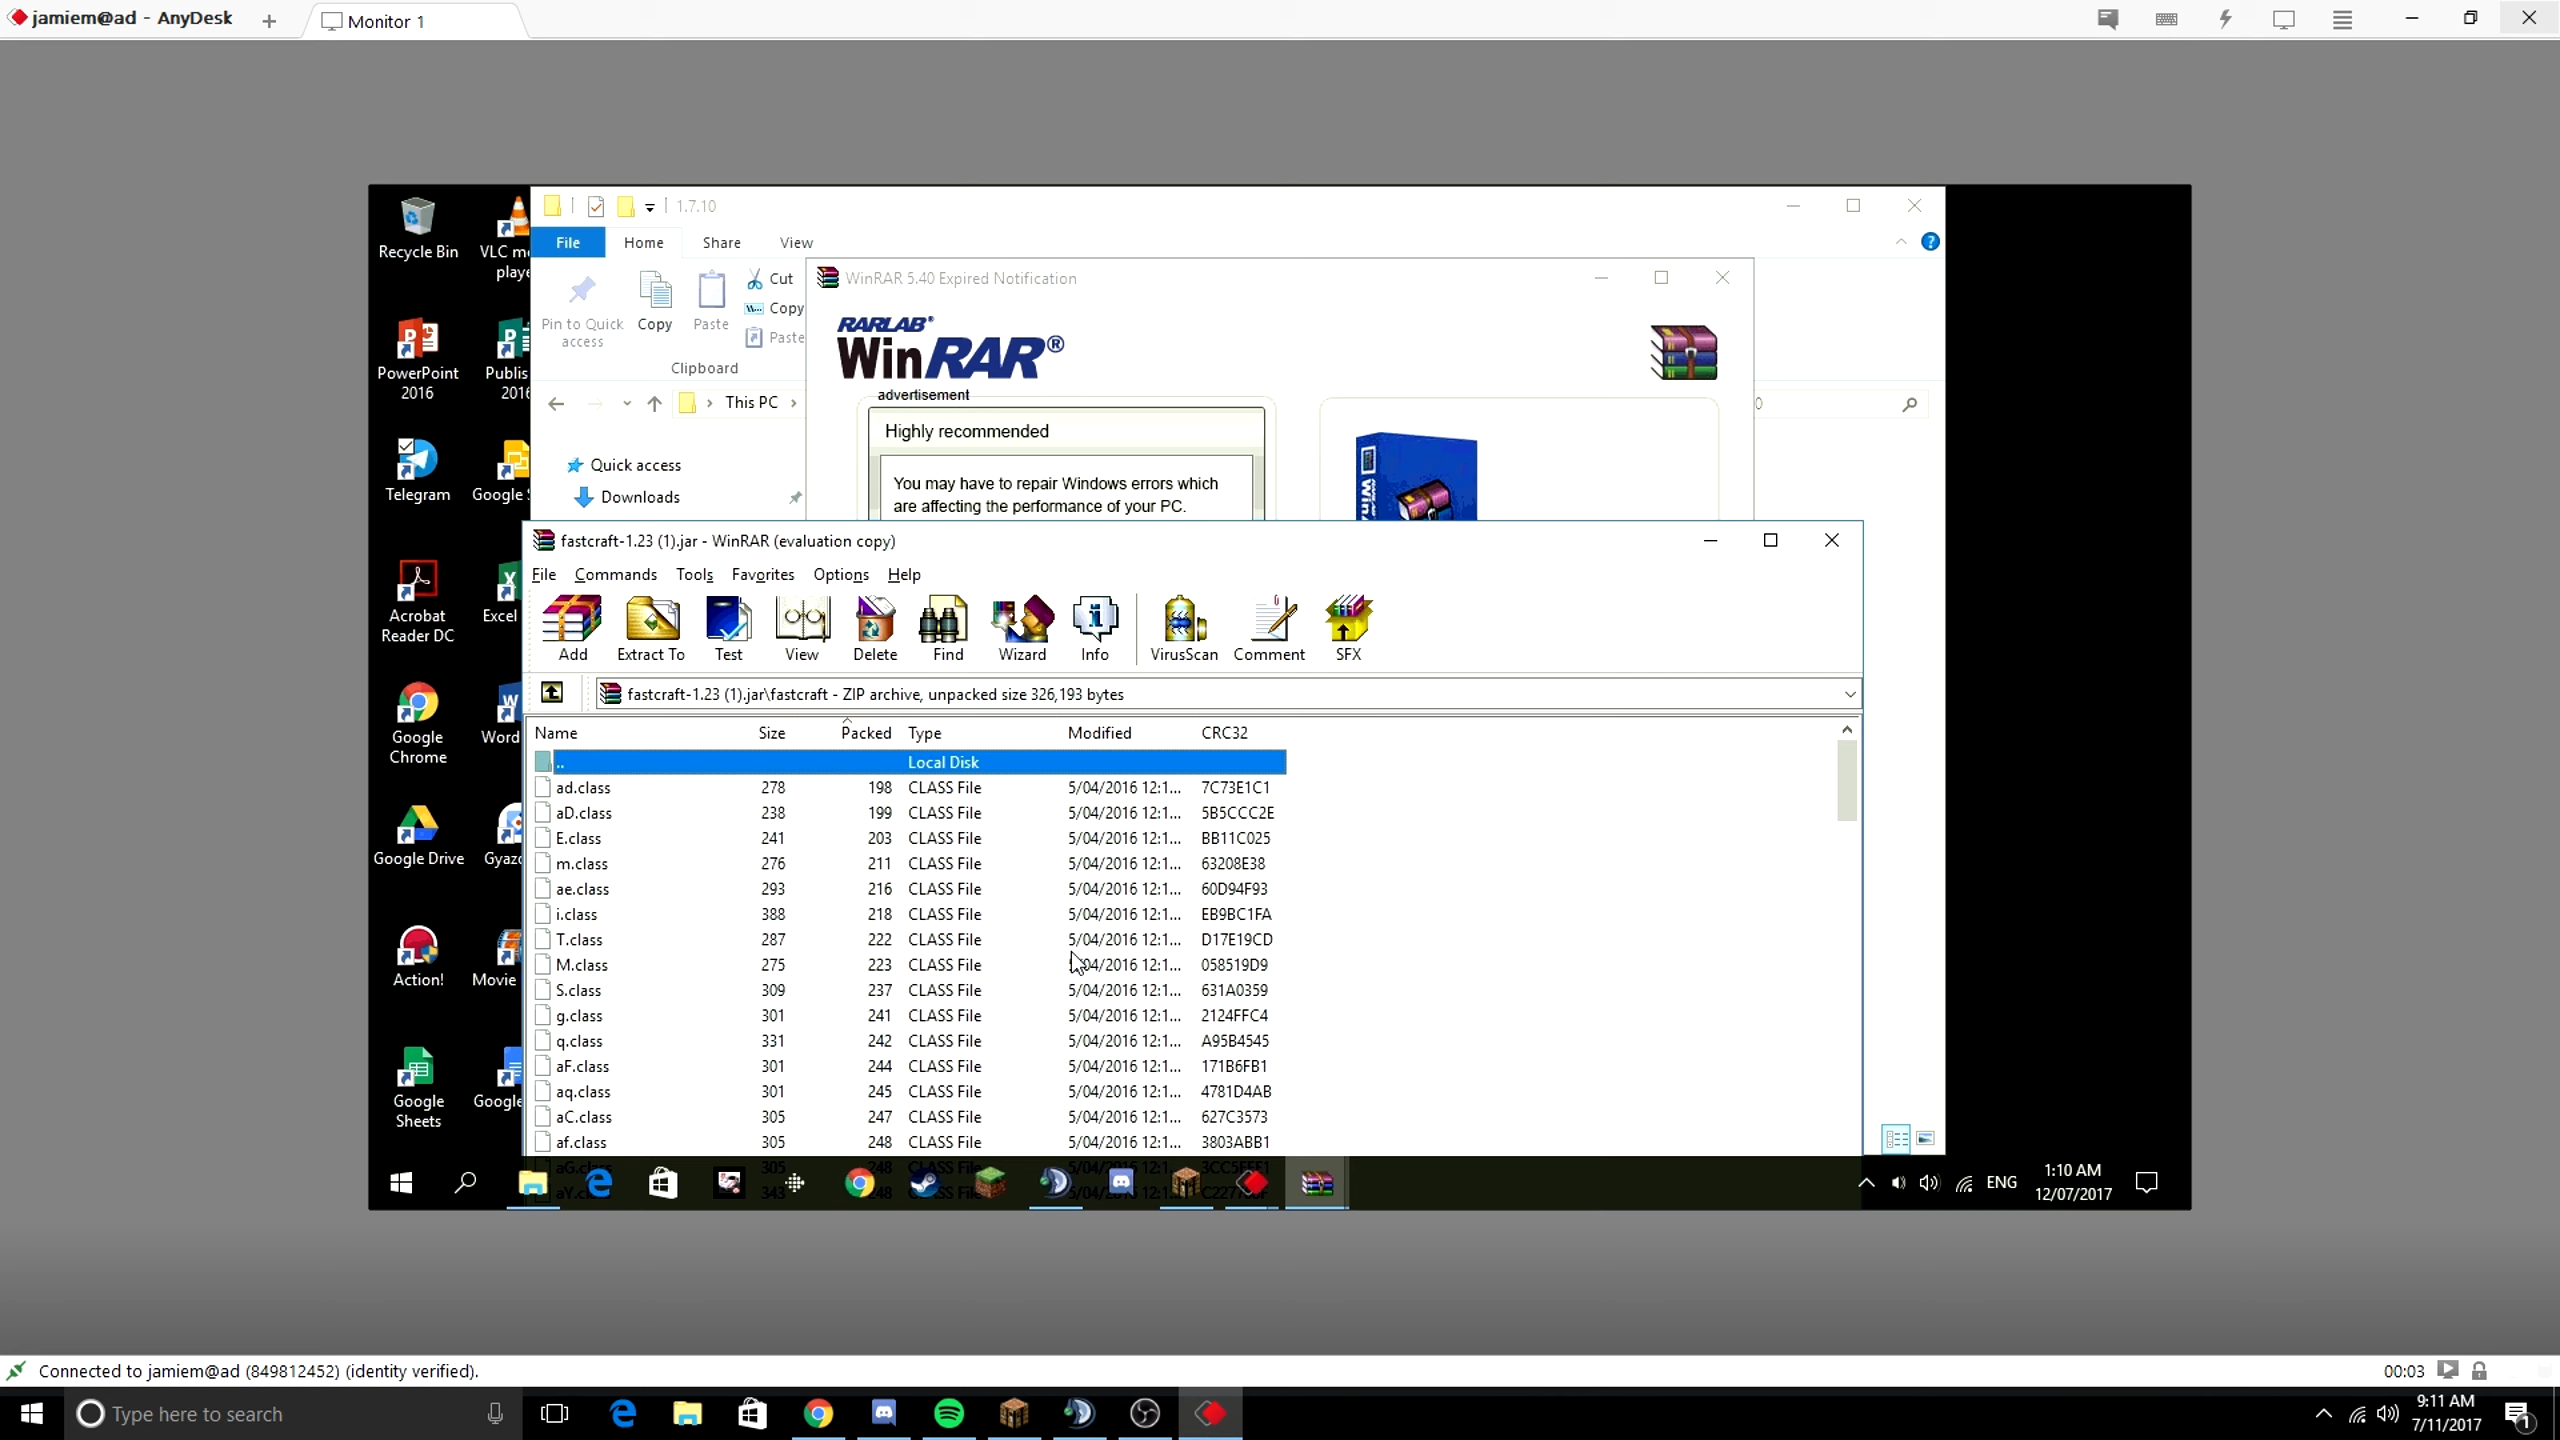 jamiem@ad - AnyDesk
Monitor 1
Recycle Bin
VLC me
playe
PowerPoint
2016
Publis
201
Telegram
Google S
Acrobat
Reader DC
Excel
Google
Chrome
Word
Google Drive
Gyazo
Action!
Movie
Google
Sheets
Google
1.7.10
File Home Share View
Pin to Quick
access
Copy
Paste
Cut
Copy
Paste
Clipboard
This PC
0
Quick access
Downloads
WinRAR 5.40 Expired Notification
RARLAB®
WinRAR®
advertisement
Highly recommended
You may have to repair Windows errors which
are affecting the performance of your PC.
fastcraft-1.23 (1).jar - WinRAR (evaluation copy)
File Commands Tools Favorites Options Help
Add Extract To Test View Delete Find Wizard Info VirusScan Comment SFX
fastcraft-1.23 (1).jar\fastcraft - ZIP archive, unpacked size 326,193 bytes
Name Size Packed Type Modified CRC32
.. Local Disk
ad.class 278 198 CLASS File 5/04/2016 12:1... 7C73E1C1
aD.class 238 199 CLASS File 5/04/2016 12:1... 5B5CCC2E
E.class 241 203 CLASS File 5/04/2016 12:1... BB11C025
m.class 276 211 CLASS File 5/04/2016 12:1... 63208E38
ae.class 293 216 CLASS File 5/04/2016 12:1... 60D94F93
i.class 388 218 CLASS File 5/04/2016 12:1... EB9BC1FA
T.class 287 222 CLASS File 5/04/2016 12:1... D17E19CD
M.class 275 223 CLASS File 5/04/2016 12:1... 058519D9
S.class 309 237 CLASS File 5/04/2016 12:1... 631A0359
g.class 301 241 CLASS File 5/04/2016 12:1... 2124FFC4
q.class 331 242 CLASS File 5/04/2016 12:1... A95B4545
aF.class 301 244 CLASS File 5/04/2016 12:1... 171B6FB1
aq.class 301 245 CLASS File 5/04/2016 12:1... 4781D4AB
aC.class 305 247 CLASS File 5/04/2016 12:1... 627C3573
af.class 305 248 CLASS File 5/04/2016 12:1... 3803ABB1
ENG
1:10 AM
12/07/2017
Connected to jamiem@ad (849812452) (identity verified).
00:03
Type here to search
9:11 AM
7/11/2017
1